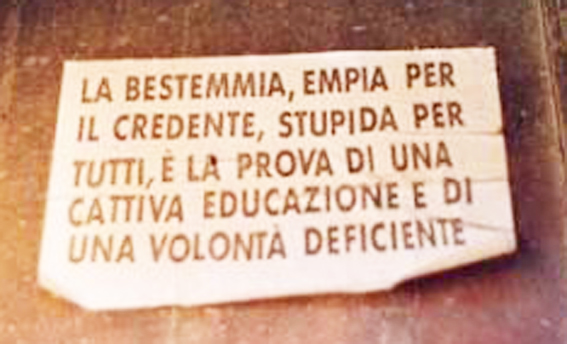 LA BESTEMMIA, EMPIA PER
IL CREDENTE, STUPIDA PER
TUTTI, È LA PROVA DI UNA
CATTIVA EDUCAZIONE E DI
UNA VOLONTÀ DEFICIENTE